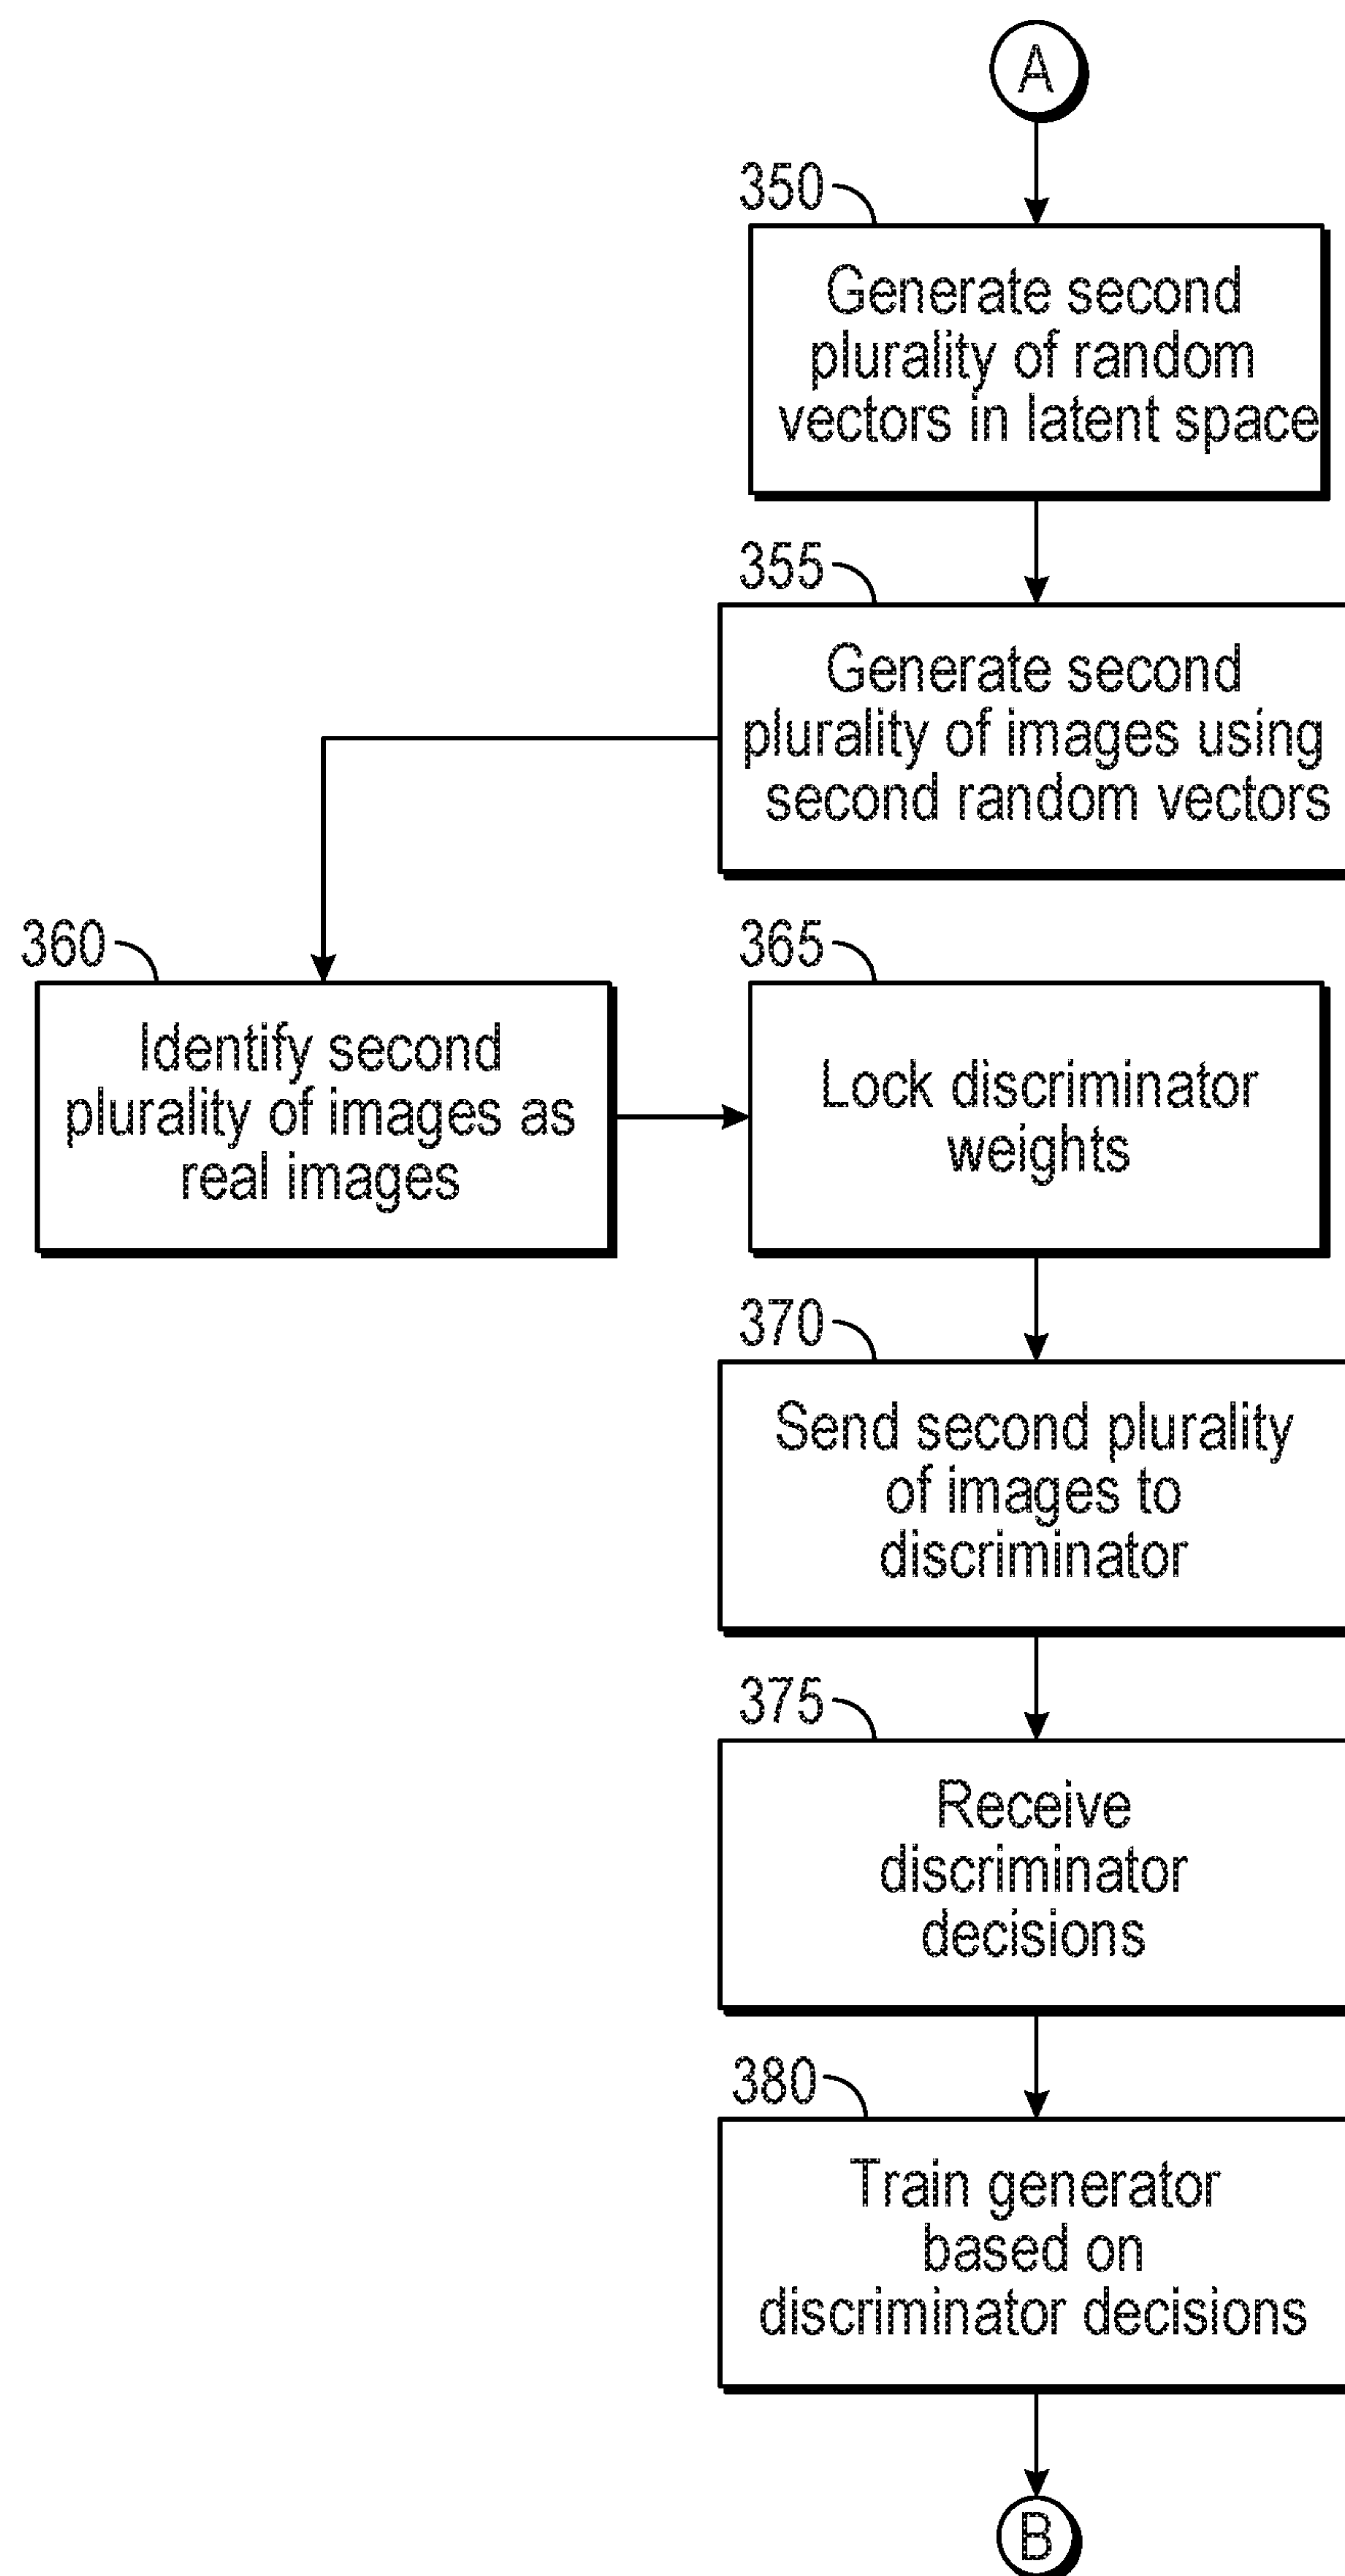 A
350
Generate second
plurality of random
vectors in latent space
355
Generate second
plurality of images using
second random vectors
360
Identify second
plurality of images as
real images
365
Lock discriminator
weights
370
Send second plurality
of images to
discriminator
375
Receive
discriminator
decisions
380
Train generator
based on
discriminator decisions
B